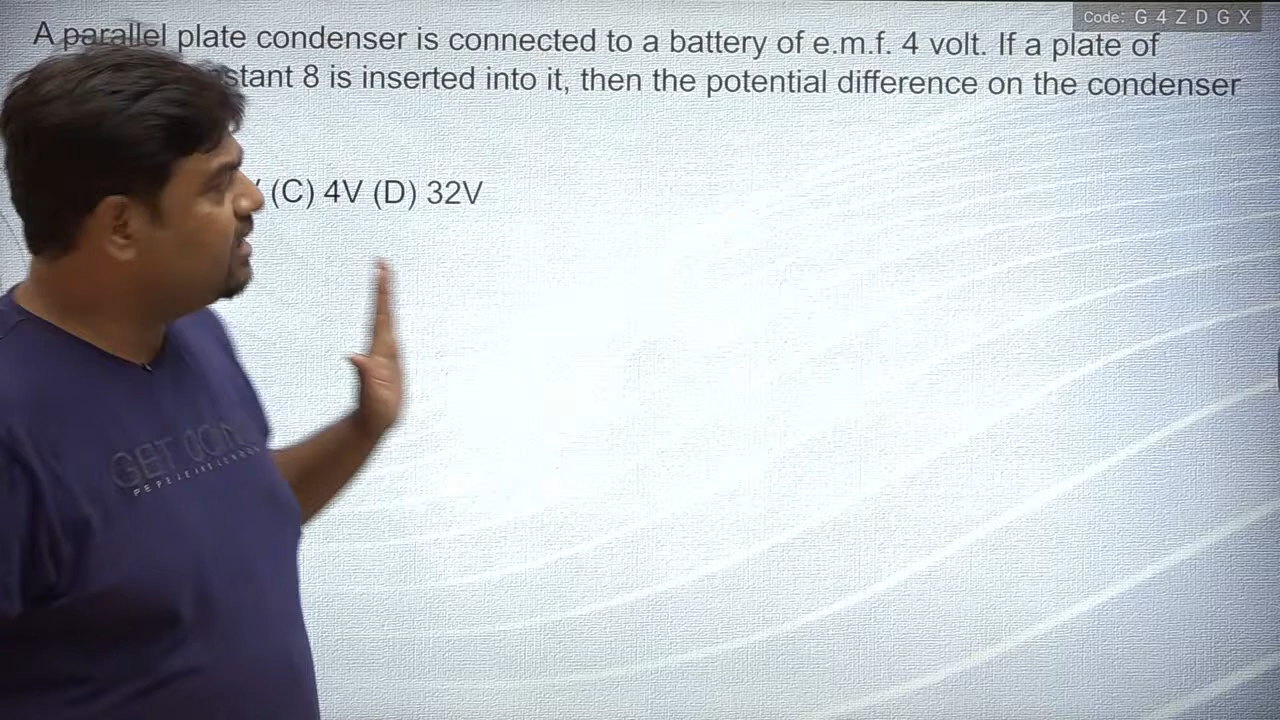 Code: G 4 Z D G X
A parallel plate condenser is connected to a battery of e.m.f. 4 volt. If a plate of
stant 8 is inserted into it, then the potential difference on the condenser
(C) 4V (D) 32V
GET